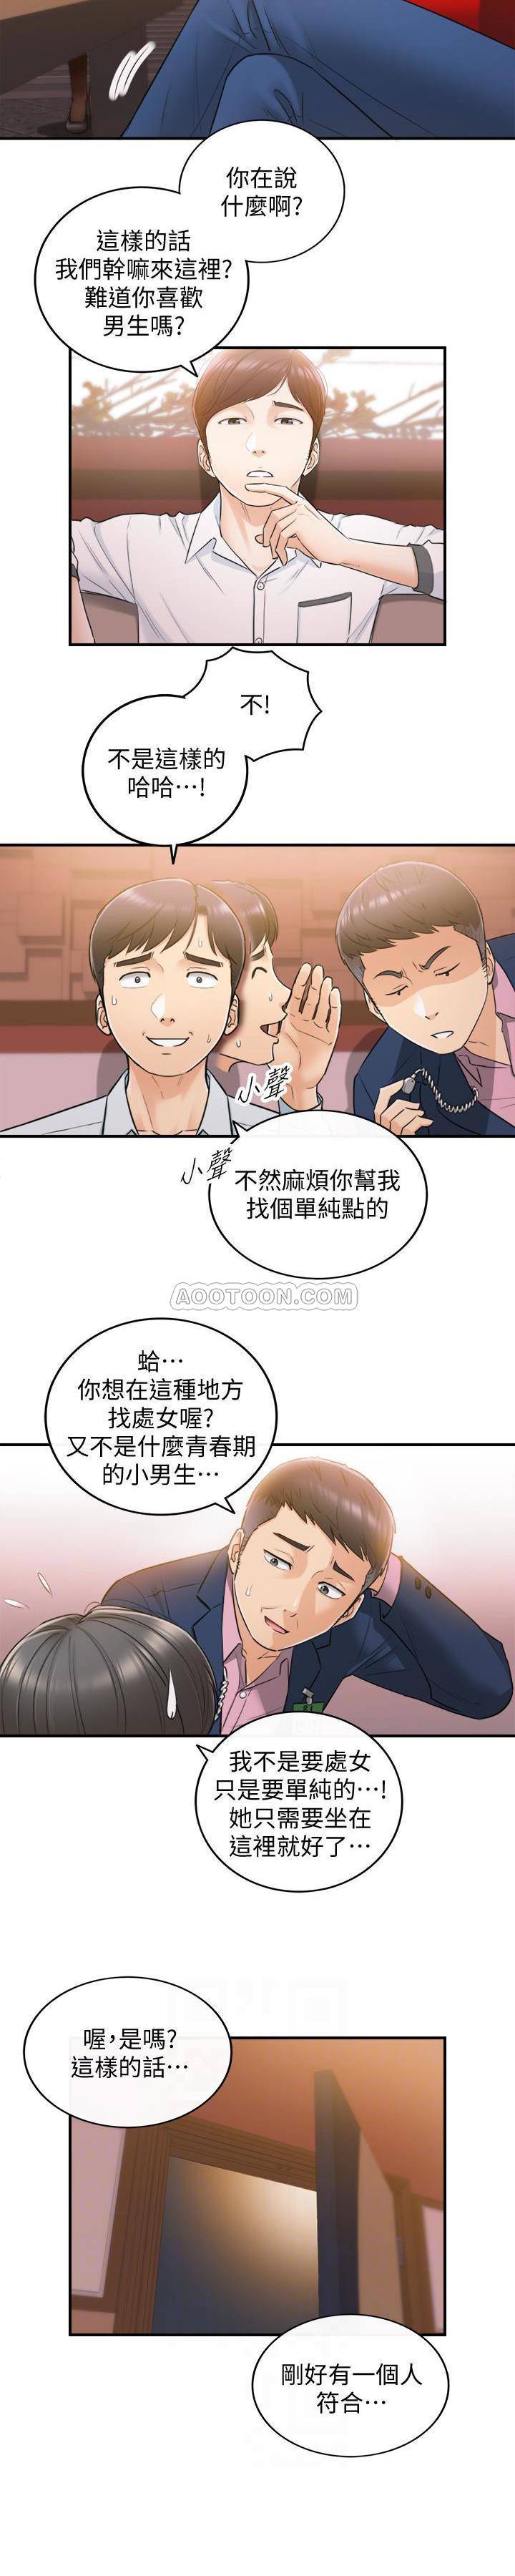 你在說
什麼啊?
這樣的話
我們幹嘛來這裡?
難道你喜歡
男生嗎?
不!
不是這樣的
哈哈…!
小聲
小聲
不然麻煩你幫我
找個單純點的
AOOTOON.COM
蛤…
你想在這種地方
找處女喔?
又不是什麼青春期
的小男生…
我不是要處女
只是要單純的…!
她只需要坐在
這裡就好了…
喔,是嗎?
這樣的話…
剛好有一個人
符合…